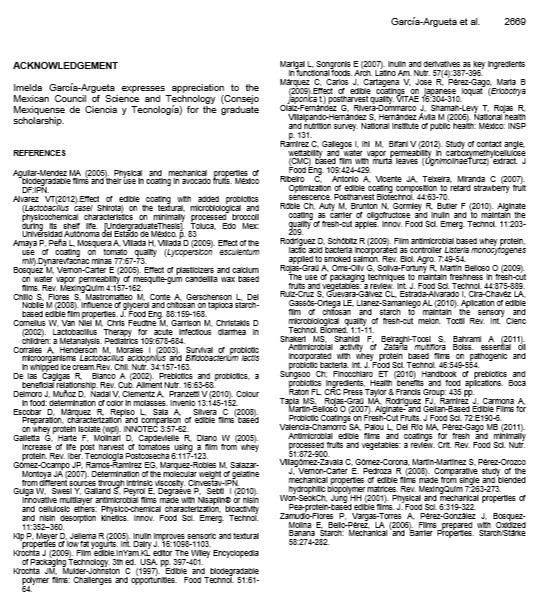 García-Argueta et al. 2669
ACKNOWLEDGEMENT
Imelda García-Argueta expresses appreciation to the
Mexican Council of Science and Technology (Consejo
Mexiquense de Ciencia y Tecnología) for the graduate
scholarship.
REFERENCES
Aguilar-Mendez MA (2005). Physical and mechanical properties of
biodegradable films and their use in coating in avocado fruits. México
DF:IPN.
Alvarez VT(2012).Effect of edible coating with added probiotics
(Lactobacillus casei/ Shirota) on the textural, microbiological and
physicochemical characteristics on minimally processed broccoli
during its shelf life. [UndergraduateThesis]. Toluca, Edo Mex:
Universidad Autónoma del Estado de México. p. 83
Amaya P, Peña L, Mosquera A, Villada H, Villada D (2009). Effect of the
use of coating on tomato quality (Lycopersicon esculentum
mill).Dynarevfacnac minas 77:67-73.
Bosquez M, Vernon-Carter E (2005). Effect of plasticizers and calcium
on water vapor permeability of mesquite-gum candelilla wax based
films. Rev. MexIngQuim 4:157-162.
Chillo S, Flores S, Mastromatteo M, Conte A, Gerschenson L, Del
Nobile M (2008). Influence of glycerol and chitosan on tapioca starch-
based edible film properties. J. Food Eng. 88:159-168.
Cornelius W, Van Niel M, Chris Feudtne M, Garrison M, Christakis D
(2002). Lactobacillus Therapy for acute infectious diarrhea in
children: a Metanalysis. Pediatrics 109:678-684.
Corrales A, Henderson M, Morales I (2003). Survival of probiotic
microorganisms Lactobacillus acidophilus and Bifidobacterium lactis
in whipped ice cream.Rev. Chil. Nutr. 34:157-163.
De las Cagigas R, Blanco A (2002). Prebiotics and probiotics, a
beneficial relationship. Rev. Cub. Aliment Nutr. 16:63-68.
Delmoro J, Muñoz D, Nadal V, Clementz A, Pranzetti V (2010). Colour
in food: determination of color in molasses. Invenio 13:145-152.
Escobar D, Márquez R, Repiso L, Sala A, Silvera C (2008).
Preparation, characterization and comparison of edible films based
on whey protein isolate (wpi). INNOTEC 3:57-62.
Galietta G, Harte F, Molinari D, Capdevielle R, Diano W (2005).
Increase of life post harvest of tomatoes using a film from whey
protein. Rev. Iber. Tecnología Postcosecha 6:117-123.
Gómez-Ocampo JP, Ramos-Ramírez EG, Marquez-Robles M, Salazar-
Montoya JA (2007). Determination of the molecular weight of gelatine
from different sources through intrinsic viscosity. Cinvestav-IPN.
Guiga W, Swesi Y, Galland S, Peyrol E, Degraeve P, Sebti I (2010).
Innovative multilayer antimicrobial films made with Nisaplin® or nisin
and cellulosic ethers: Physico-chemical characterization, bioactivity
and nisin desorption kinetics. Innov. Food Sci. Emerg. Technol.
11:352-360.
Kip P, Meyer D, Jellema R (2005). Inulin improves sensoric and textural
properties of low fat yogurts. Int. Dairy J. 16:1098-1103.
Krochta J (2009). Film edible.InYam.KL editor The Wiley Encyclopedia
of Packaging Technology. 3th ed. USA, pp. 397-401.
Krochta JM, Mulder-Johnston C (1997). Edible and biodegradable
polymer films: Challenges and opportunities. Food Technol. 51:61-
64.
Marigal L, Songronis E (2007). Inulin and derivatives as key ingredients
in functional foods. Arch. Latino Am. Nutr. 57(4):387-396.
Márquez C, Carlos J, Cartagena V, Jose R, Pérez-Gago, Maria B
(2009).Effect of edible coatings on japanese loquat (Eriobotrya
japonica t.) postharvest quality. VITAE 16:304-310.
Olaiz-Fernández G, Rivera-Dommarco J, Shamah-Levy T, Rojas R,
Villalpando-Hernández S, Hernández Ávila M (2006). National health
and nutrition survey. National Institute of public health: México: INSP
p. 131.
Ramírez C, Gallegos I, Ihl M, Bifani V (2012). Study of contact angle,
wettability and water vapor permeability in carboxymethylcellulose
(CMC) based film with murta leaves (UgnimolinaeTurcz) extract. J
Food Eng. 109:424-429.
Ribeiro C, Antonio A, Vicente JA, Teixeira, Miranda C (2007).
Optimization of edible coating composition to retard strawberry fruit
senescence. Postharvest Biotechnol. 44:63-70.
Röble Ch, Auty M, Brunton N, Gormley R, Butler F (2010). Alginate
coating as carrier of oligofructose and inulin and to maintain the
quality of fresh-cut apples. Innov. Food Sci. Emerg. Technol. 11:203-
209.
Rodriguez D, Schöbitz R (2009). Film antimicrobial based whey protein,
lactic acid bacteria incorporated as controller Listeria monocytogenes
applied to smoked salmon. Rev. Biol. Agro. 7:49-54.
Rojas-Graü A, Oms-Oliu G, Soliva-Fortuny R, Martín Belloso O (2009).
The use of packaging techniques to maintain freshness in fresh-cut
fruits and vegetables: a review. Int. J. Food Sci. Technol. 44:875-889.
Ruiz-Cruz S, Guevara-Gálvez CL, Estrada-Alvarado I, Cira-Chávez LA,
Gassós-Ortega LE, Llanez-Samaniego AL (2010). Aplication of edible
film of chitosan and starch to maintain the sensory and
microbiological quality of fresh-cut melon. Toctli Rev. Int. Cienc
Technol. Biomed. 1:1-11.
Shakeri MS, Shahidi F, Beiraghi-Toosi S, Bahrami A (2011).
Antimicrobial activity of Zataria multiflora Boiss. essential oil
incorporated with whey protein based films on pathogenic and
probiotic bacteria. Int. J. Food Sci. Technol. 46:549-554.
Sungsoo Ch, Finocchiaro ET (2010) Handbook of prebiotics and
probiotics ingredients, Health benefits and food aplications. Boca
Raton FL. CRC Press Taylor & Francis Group: 435 pp.
Tapia MS, Rojas-Graü MA, Rodríguez FJ, Ramírez J, Carmona A,
Martín-Belloso O (2007). Alginate- and Gellan-Based Edible Films for
Probiotic Coatings on Fresh-Cut Fruits. J Food Sci. 72:E190-6.
Valencia-Chamorro SA, Palou L, Del Río MA, Pérez-Gago MB (2011).
Antimicrobial edible films and coatings for fresh and minimally
processed fruits and vegetables: a review. Crit. Rev. Food Sci. Nutr.
51:872-900.
Villagómez-Zavala C, Gómez-Corona, Martín-Martínez S, Pérez-Orozco
J, Vernon-Carter E. Pedroza R (2008). Comparative study of the
mechanical properties of edible films made from single and blended
hydrophilic biopolymer matrices. Rev. MexIngQuim 7:263-273.
Won-SeokCh, Jung HH (2001). Physical and mechanical properties of
Pea-protein-based edible films. J. Food Sci. 6:319-322.
Zamudio-Flores P, Vargas-Torres A, Pérez-González J, Bosquez-
Molina E, Bello-Pérez, LA (2006). Films prepared with Oxidized
Banana Starch: Mechanical and Barrier Properties. Starch/Stärke
58:274-282.